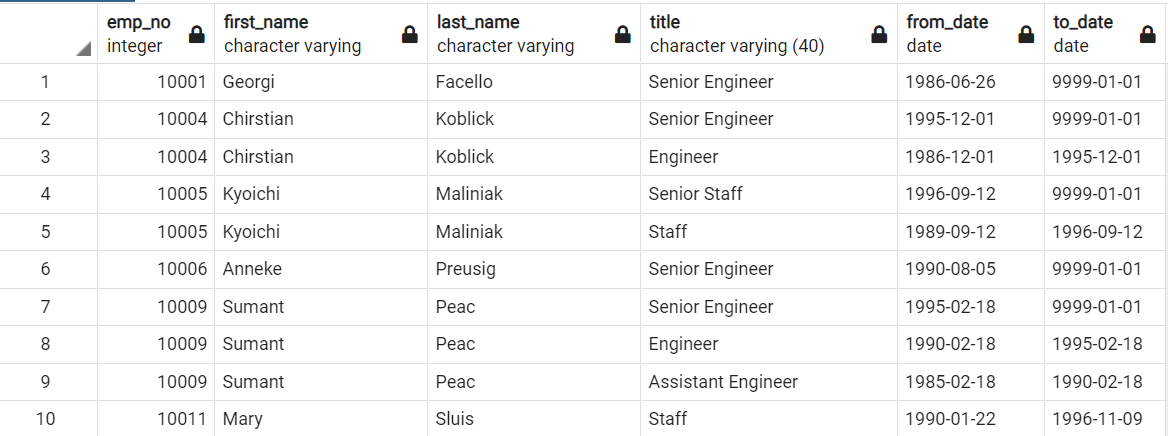 emp_no first_name last_name title from_date to_date
integer character varying character varying character varying (40) date date
1 10001 Georgi Facello Senior Engineer 1986-06-26 9999-01-01
2 10004 Chirstian Koblick Senior Engineer 1995-12-01 9999-01-01
3 10004 Chirstian Koblick Engineer 1986-12-01 1995-12-01
4 10005 Kyoichi Maliniak Senior Staff 1996-09-12 9999-01-01
5 10005 Kyoichi Maliniak Staff 1989-09-12 1996-09-12
6 10006 Anneke Preusig Senior Engineer 1990-08-05 9999-01-01
7 10009 Sumant Peac Senior Engineer 1995-02-18 9999-01-01
8 10009 Sumant Peac Engineer 1990-02-18 1995-02-18
9 10009 Sumant Peac Assistant Engineer 1985-02-18 1990-02-18
10 10011 Mary Sluis Staff 1990-01-22 1996-11-09